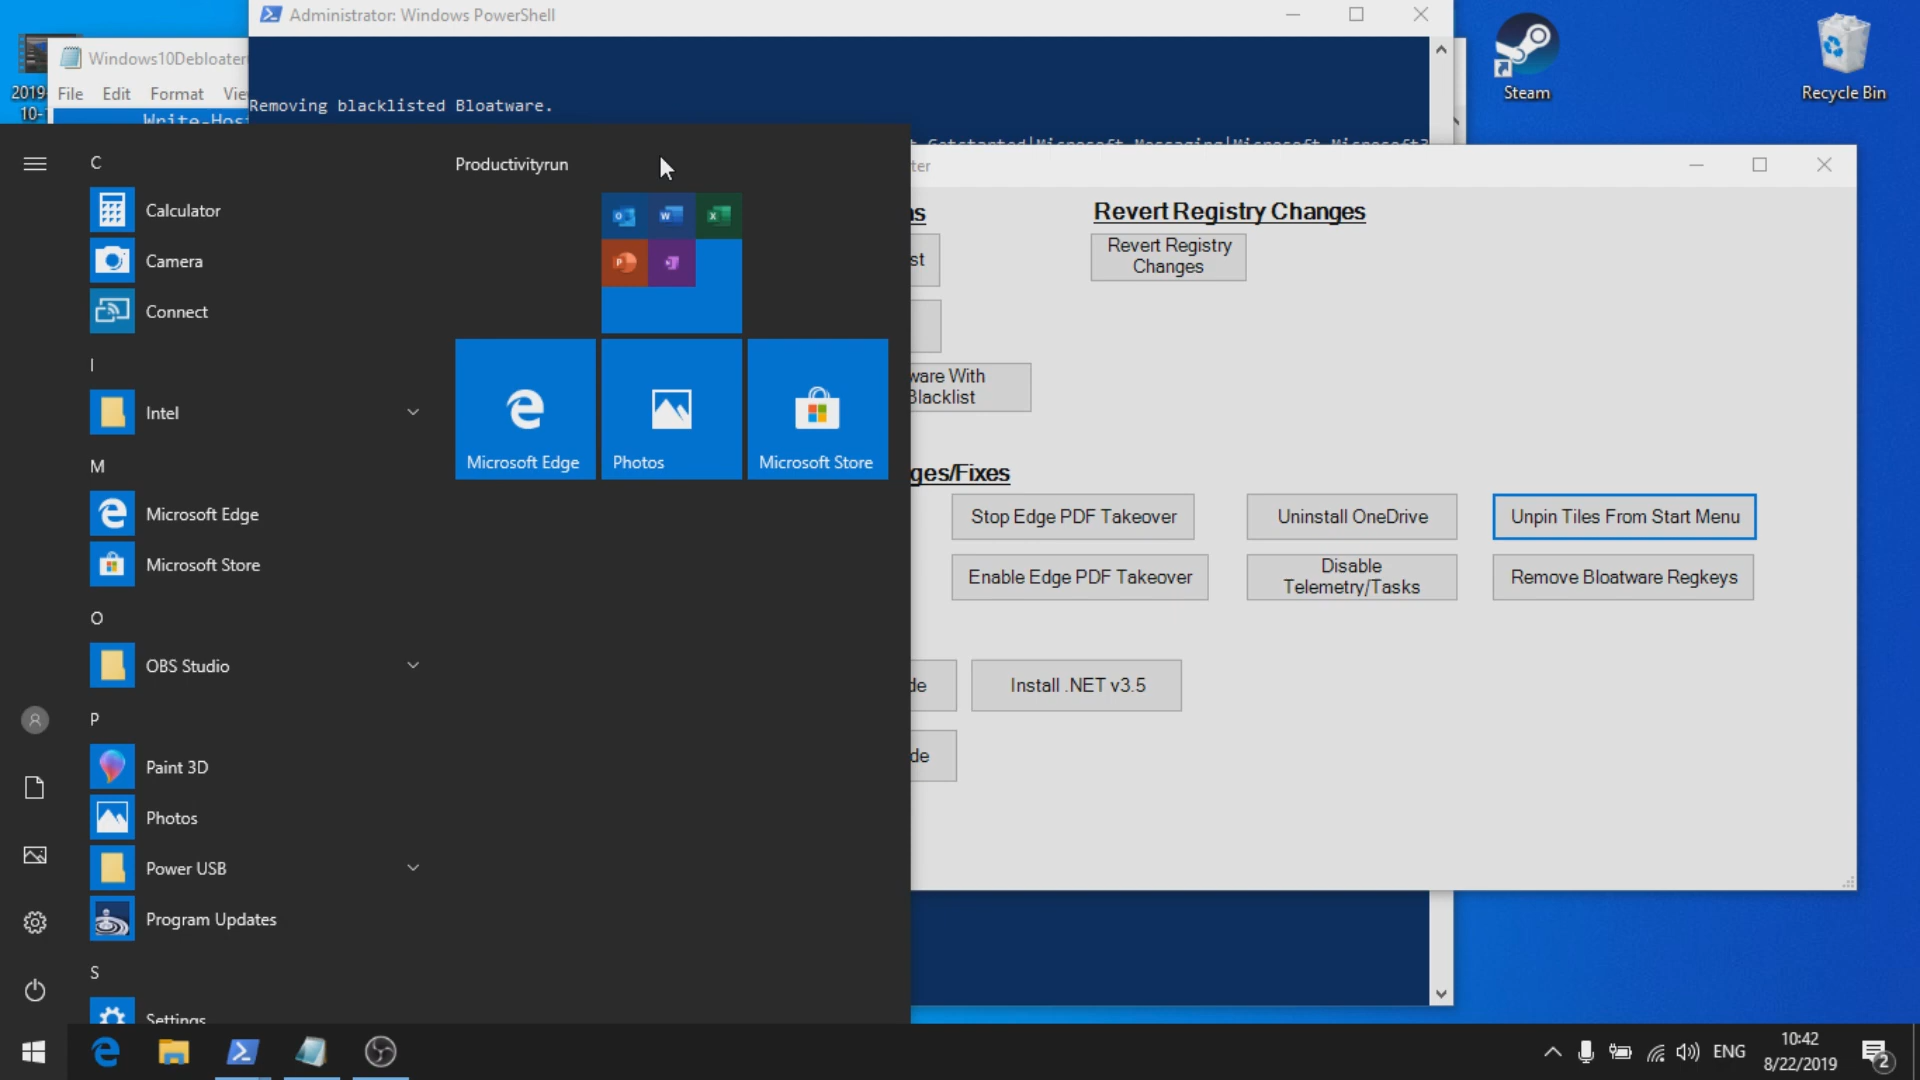 Administrator: Windows PowerShell
Windows10Debloater
File Edit Format Vie
2019-
10-
Write-Host
Removing blacklisted Bloatware.
Steam
Recycle Bin
C
Calculator
Camera
Connect
I
Intel
M
Microsoft Edge
Microsoft Store
O
OBS Studio
P
Paint 3D
Photos
Power USB
Program Updates
S
Settings
Productivityrun
Microsoft Edge
Photos
Microsoft Store
ter
ns
st
Revert Registry Changes
Revert Registry
Changes
ware With
Blacklist
ges/Fixes
Stop Edge PDF Takeover
Uninstall OneDrive
Unpin Tiles From Start Menu
Enable Edge PDF Takeover
Disable
Telemetry/Tasks
Remove Bloatware Regkeys
de
Install .NET v3.5
de
ENG
10:42
8/22/2019
2